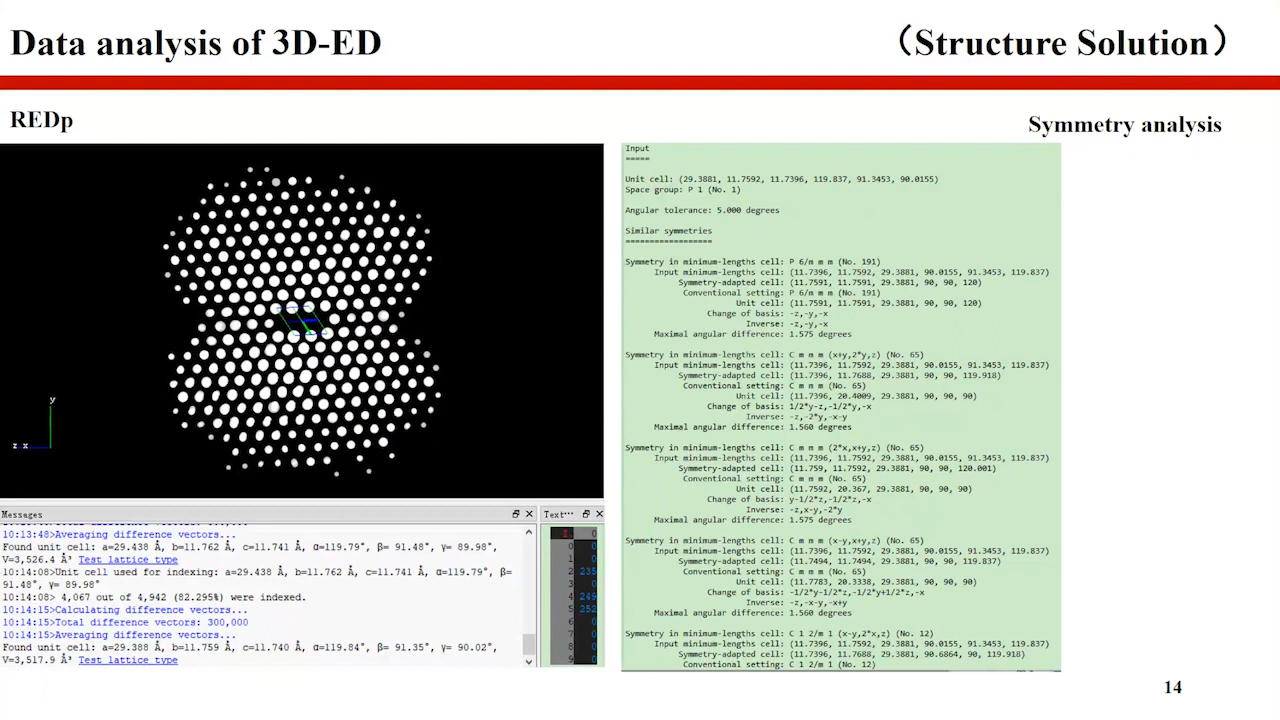 Data analysis of 3D-ED
（Structure Solution）
REDp
Symmetry analysis
y
z x
Messages
Text···
10:13:48>Averaging difference vectors...
Found unit cell: a=29.438 Å, b=11.762 Å, c=11.741 Å, α=119.79°, β= 91.48°, γ= 89.98°,
V=3,526.4 Å³ Test lattice type
10:14:08>Unit cell used for indexing: a=29.438 Å, b=11.762 Å, c=11.741 Å, α=119.79°, β=
91.48°, γ= 89.98°
10:14:08> 4,067 out of 4,942 (82.295%) were indexed.
10:14:15>Calculating difference vectors...
10:14:15>Total difference vectors: 300,000
10:14:15>Averaging difference vectors...
Found unit cell: a=29.388 Å, b=11.759 Å, c=11.740 Å, α=119.84°, β= 91.35°, γ= 90.02°,
V=3,517.9 Å³ Test lattice type
1 0
0 0
1 0
2 235
3 0
4 249
5 252
6 0
7 0
8 0
9 0
Input
=====
Unit cell: (29.3881, 11.7592, 11.7396, 119.837, 91.3453, 90.0155)
Space group: P 1 (No. 1)
Angular tolerance: 5.000 degrees
Similar symmetries
==================
Symmetry in minimum-lengths cell: P 6/m m m (No. 191)
Input minimum-lengths cell: (11.7396, 11.7592, 29.3881, 90.0155, 91.3453, 119.837)
Symmetry-adapted cell: (11.7591, 11.7591, 29.3881, 90, 90, 120)
Conventional setting: P 6/m m m (No. 191)
Unit cell: (11.7591, 11.7591, 29.3881, 90, 90, 120)
Change of basis: -z,-y,-x
Inverse: -z,-y,-x
Maximal angular difference: 1.575 degrees
Symmetry in minimum-lengths cell: C m m m (x+y,2*y,z) (No. 65)
Input minimum-lengths cell: (11.7396, 11.7592, 29.3881, 90.0155, 91.3453, 119.837)
Symmetry-adapted cell: (11.7396, 11.7688, 29.3881, 90, 90, 119.918)
Conventional setting: C m m m (No. 65)
Unit cell: (11.7396, 20.4009, 29.3881, 90, 90, 90)
Change of basis: 1/2*y-z,-1/2*y,-x
Inverse: -z,-2*y,-x-y
Maximal angular difference: 1.560 degrees
Symmetry in minimum-lengths cell: C m m m (2*x,x+y,z) (No. 65)
Input minimum-lengths cell: (11.7396, 11.7592, 29.3881, 90.0155, 91.3453, 119.837)
Symmetry-adapted cell: (11.759, 11.7592, 29.3881, 90, 90, 120.001)
Conventional setting: C m m m (No. 65)
Unit cell: (11.7592, 20.367, 29.3881, 90, 90, 90)
Change of basis: y-1/2*z,-1/2*z,-x
Inverse: -z,x-y,-2*y
Maximal angular difference: 1.575 degrees
Symmetry in minimum-lengths cell: C m m m (x-y,x+y,z) (No. 65)
Input minimum-lengths cell: (11.7396, 11.7592, 29.3881, 90.0155, 91.3453, 119.837)
Symmetry-adapted cell: (11.7494, 11.7494, 29.3881, 90, 90, 119.837)
Conventional setting: C m m m (No. 65)
Unit cell: (11.7783, 20.3338, 29.3881, 90, 90, 90)
Change of basis: -1/2*y-1/2*z,-1/2*y+1/2*z,-x
Inverse: -z,-x-y,-x+y
Maximal angular difference: 1.560 degrees
Symmetry in minimum-lengths cell: C 1 2/m 1 (x-y,2*x,z) (No. 12)
Input minimum-lengths cell: (11.7396, 11.7592, 29.3881, 90.0155, 91.3453, 119.837)
Symmetry-adapted cell: (11.7396, 11.7688, 29.3881, 90.6864, 90, 119.918)
Conventional setting: C 1 2/m 1 (No. 12)
14